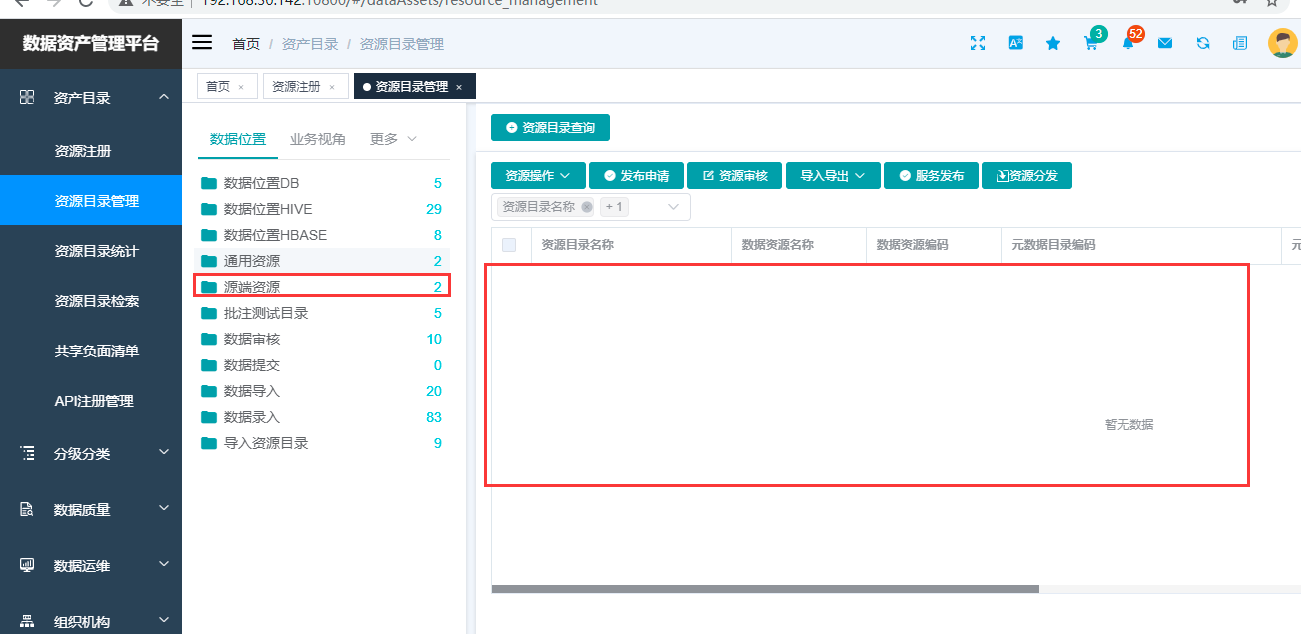 不安全 | 192.168.30.142:10800/#/dataAssets/resource_management
数据资产管理平台
首页 / 资产目录 / 资源目录管理
3
52
首页 ×
资源注册 ×
资源目录管理 ×
资产目录
资源注册
资源目录管理
资源目录统计
资源目录检索
共享负面清单
API注册管理
分级分类
数据质量
数据运维
组织机构
数据位置 业务视角 更多
数据位置DB 5
数据位置HIVE 29
数据位置HBASE 8
通用资源 2
源端资源 2
批注测试目录 5
数据审核 10
数据提交 0
数据导入 20
数据录入 83
导入资源目录 9
资源目录查询
资源操作 发布申请 资源审核 导入导出 服务发布 资源分发
资源目录名称 + 1
资源目录名称 数据资源名称 数据资源编码 元数据目录编码 元
暂无数据